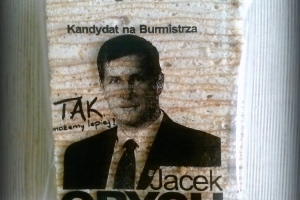 Kandydat na Burmistrza
TAK
możemy lepiej!
Jacek